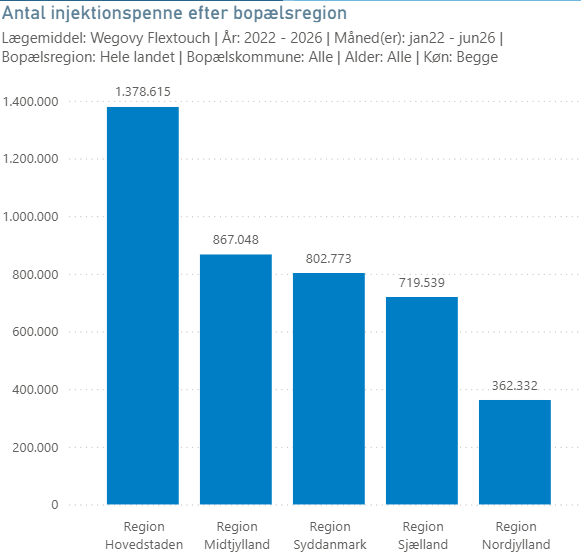 Antal injektionspenne efter bopælsregion
Lægemiddel: Wegovy Flextouch | År: 2022 - 2026 | Måned(er): jan22 - jun26 |
Bopælsregion: Hele landet | Bopælskommune: Alle | Alder: Alle | Køn: Begge
1.378.615
1.400.000
1.200.000
1.000.000
867.048
802.773
800.000
719.539
600.000
400.000
362.332
200.000
0
Region Hovedstaden
Region Midtjylland
Region Syddanmark
Region Sjælland
Region Nordjylland